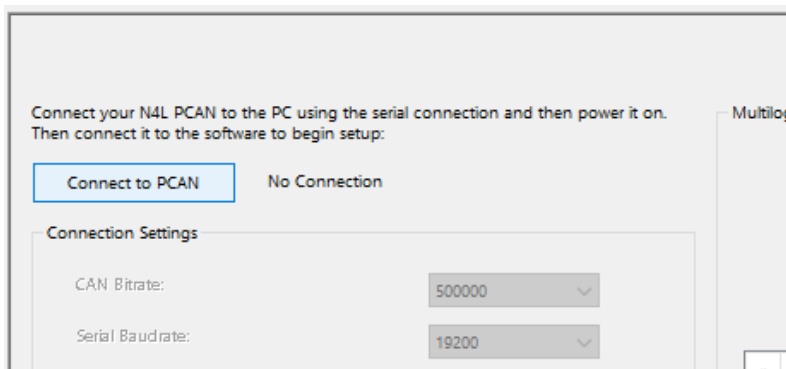 Connect your N4L PCAN to the PC using the serial connection and then power it on.
Then connect it to the software to begin setup:
Connect to PCAN
No Connection
Connection Settings
CAN Bitrate:
500000
Serial Baudrate:
19200